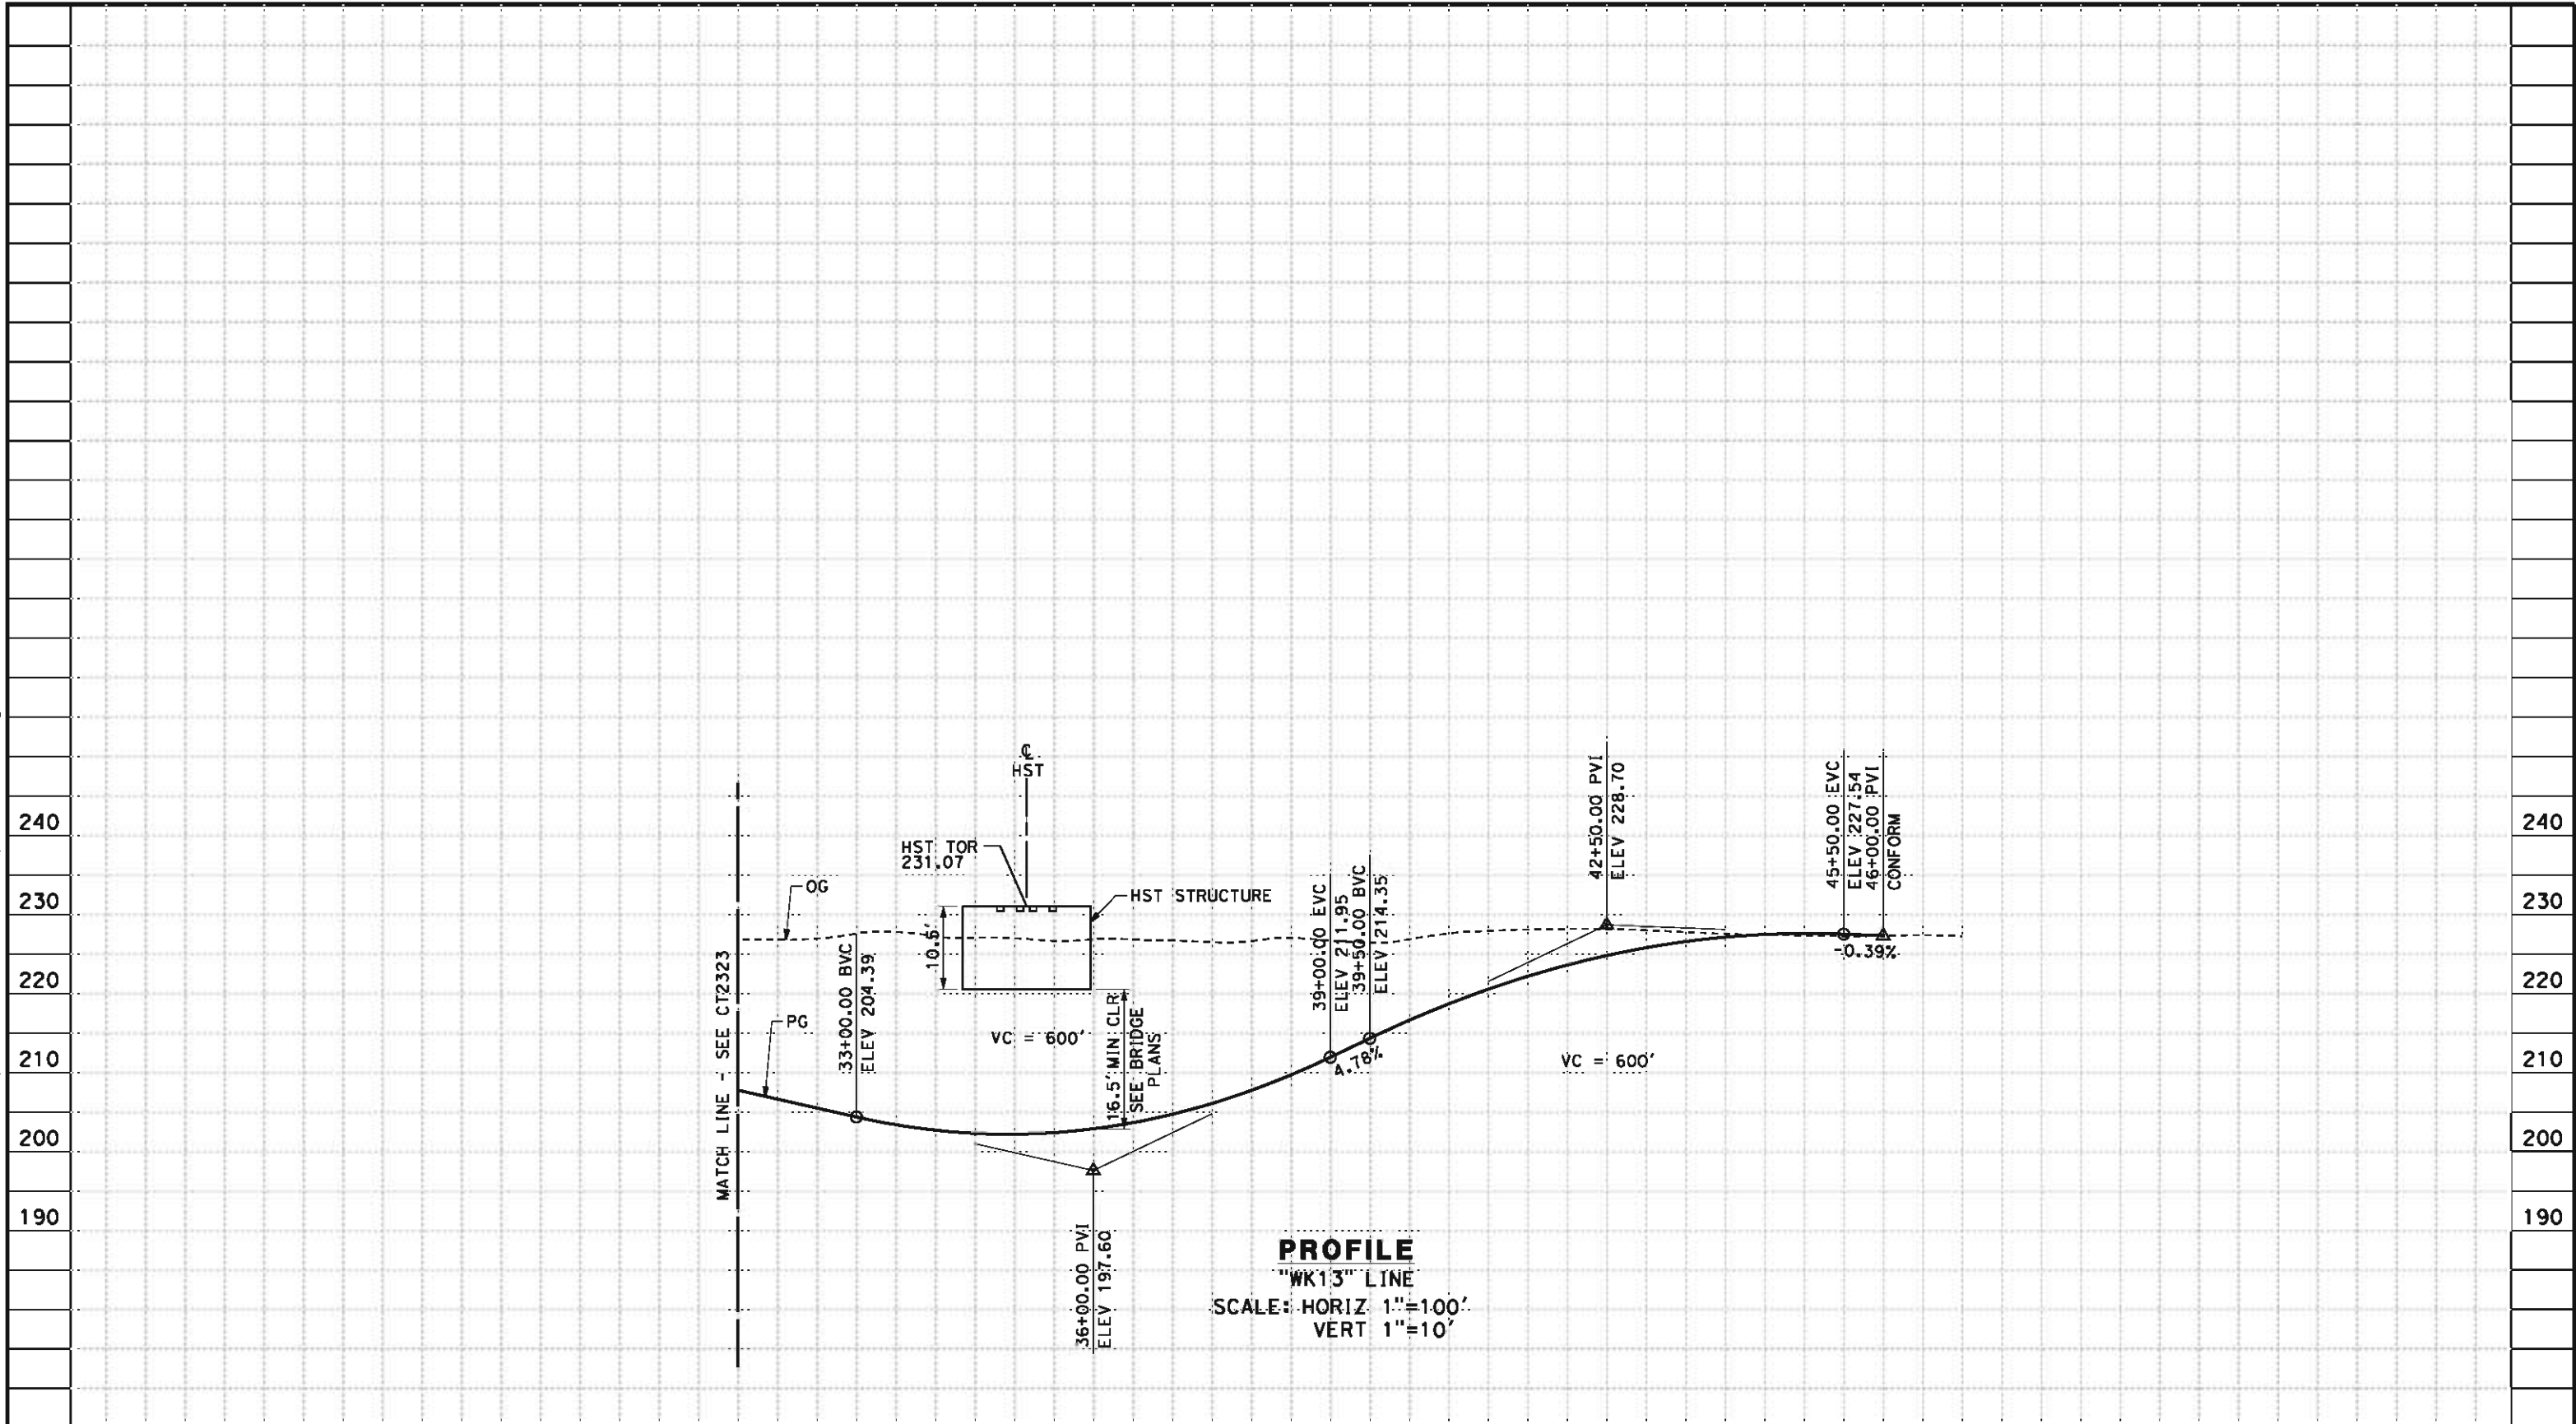 ℄
HST
HST TOR
231.07
OG
HST STRUCTURE
10.5'
PG
MATCH LINE - SEE CT2323
33+00.00 BVC
ELEV 204.39
VC = 600'
16.5' MIN CLR
SEE BRIDGE
PLANS
36+00.00 PVI
ELEV 197.60
39+00.00 EVC
ELEV 211.95
39+50.00 BVC
ELEV 214.35
4.78%
42+50.00 PVI
ELEV 228.70
VC = 600'
45+50.00 EVC
ELEV 227.54
46+00.00 PVI
CONFORM
-0.39%
240
230
220
210
200
190
240
230
220
210
200
190
PROFILE
"WK13" LINE
SCALE: HORIZ 1"=100'
VERT 1"=10'